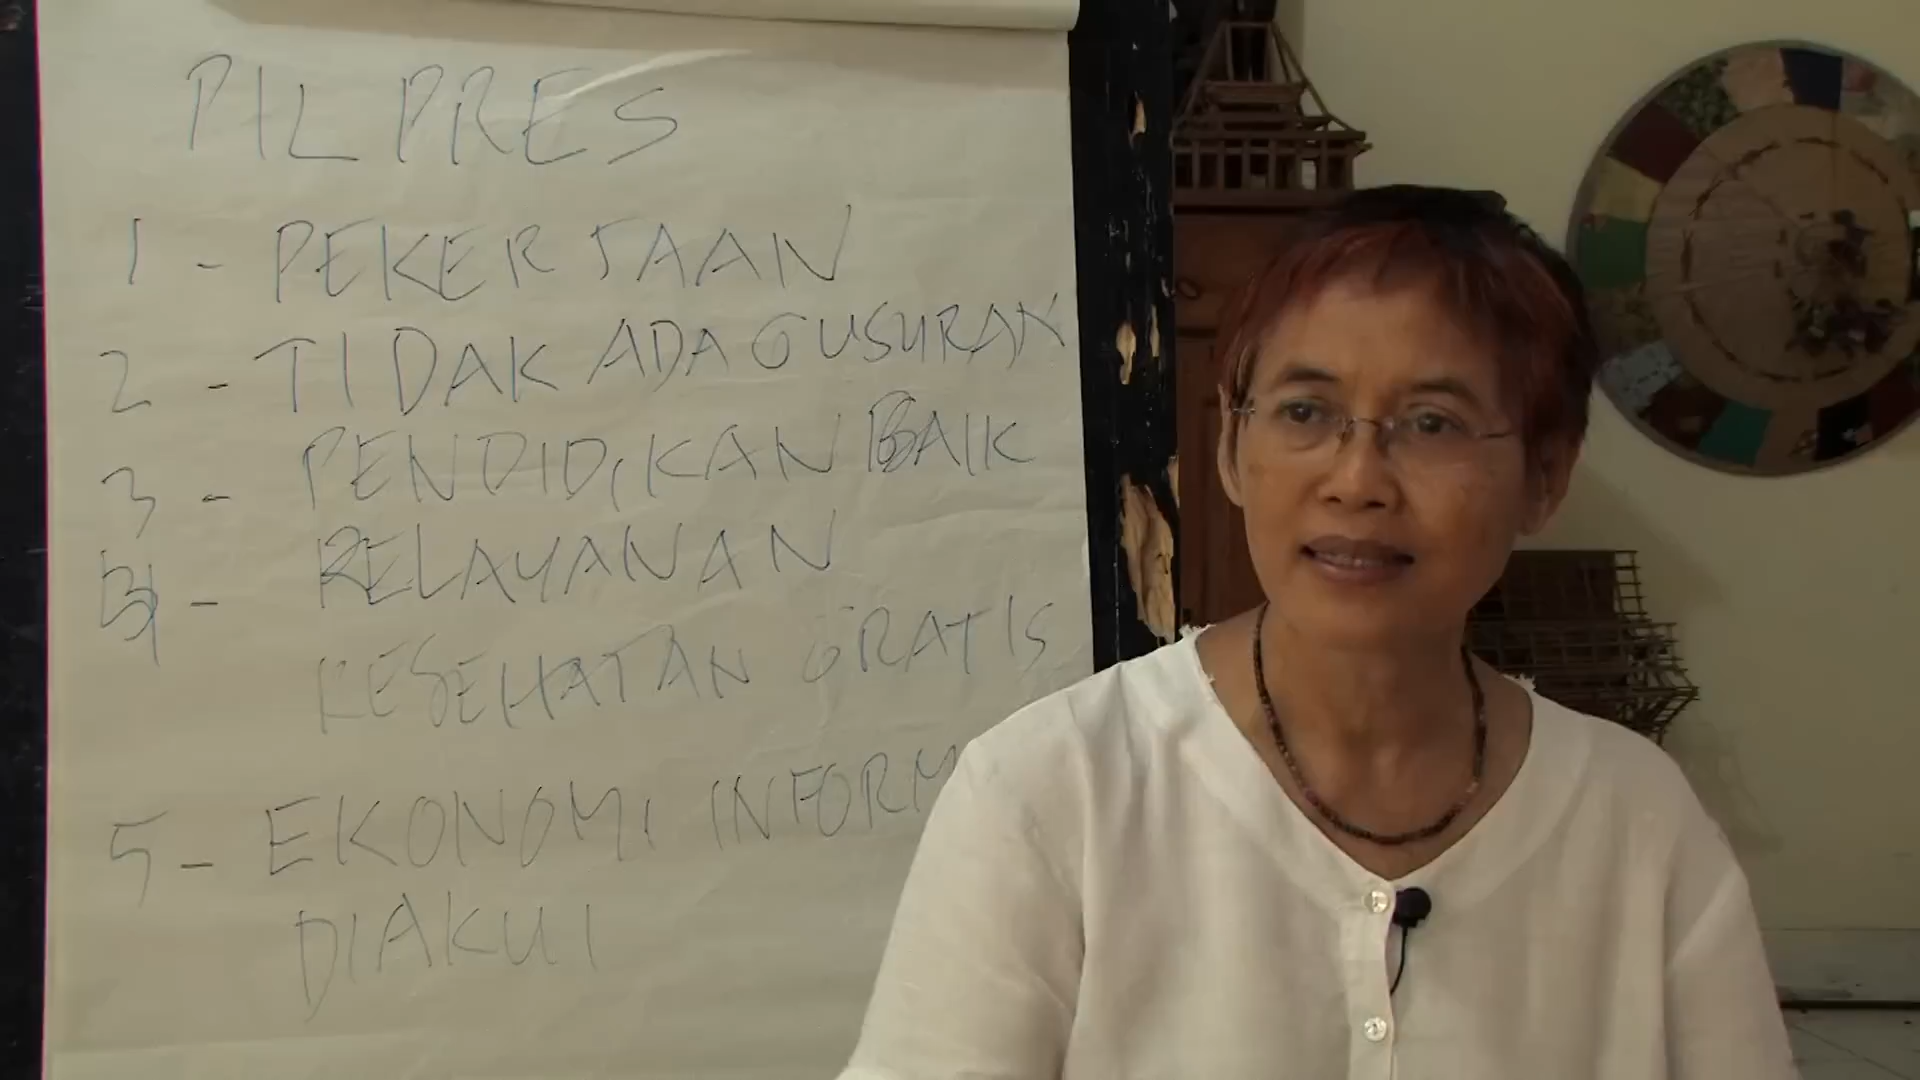 PILPRES
1 - PEKERJAAN
2 - TIDAK ADA GUSURAN
3 - PENDIDIKAN BAIK
4 - PELAYANAN
KESEHATAN GRATIS
5 - EKONOMI INFORM
DIAKUI